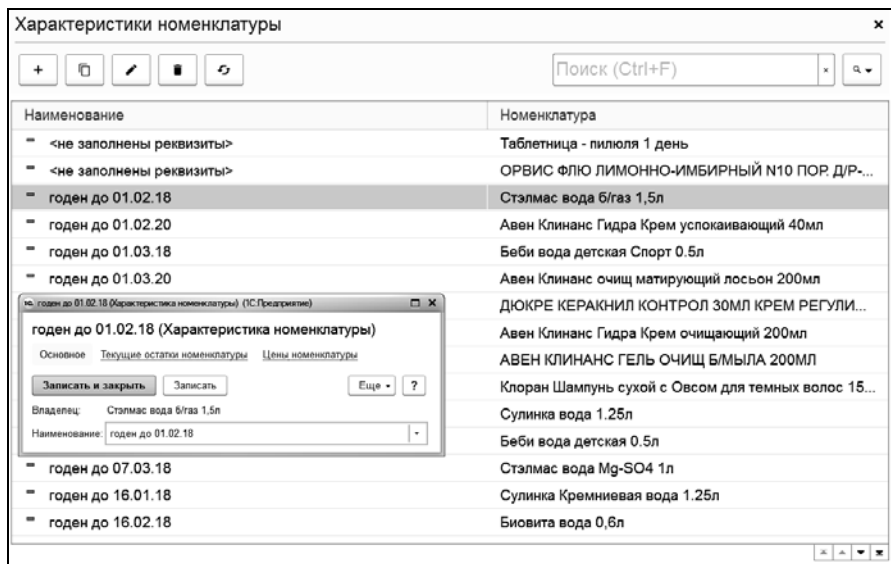 Характеристики номенклатуры
Поиск (Ctrl+F)
Наименование Номенклатура
<не заполнены реквизиты> Таблетница - пилюля 1 день
<не заполнены реквизиты> ОРВИС ФЛЮ ЛИМОННО-ИМБИРНЫЙ N10 ПОР. Д/Р-...
годен до 01.02.18 Стэлмас вода б/газ 1,5л
годен до 01.02.20 Авен Клинанс Гидра Крем успокаивающий 40мл
годен до 01.03.18 Беби вода детская Спорт 0.5л
годен до 01.03.20 Авен Клинанс очищ матирующий лосьон 200мл
ДЮКРЕ КЕРАКНИЛ КОНТРОЛ 30МЛ КРЕМ РЕГУЛИ...
Авен Клинанс Гидра Крем очищающий 200мл
АВЕН КЛИНАНС ГЕЛЬ ОЧИЩ Б/МЫЛА 200МЛ
Клоран Шампунь сухой с Овсом для темных волос 15...
Сулинка вода 1.25л
Беби вода детская 0.5л
годен до 01.02.18 (Характеристика номенклатуры) (1С:Предприятие)
годен до 01.02.18 (Характеристика номенклатуры)
Основное Текущие остатки номенклатуры Цены номенклатуры
Записать и закрыть Записать Еще ?
Владелец: Стэлмас вода б/газ 1,5л
Наименование: годен до 01.02.18
годен до 07.03.18 Стэлмас вода Mg-SO4 1л
годен до 16.01.18 Сулинка Кремниевая вода 1.25л
годен до 16.02.18 Биовита вода 0,6л